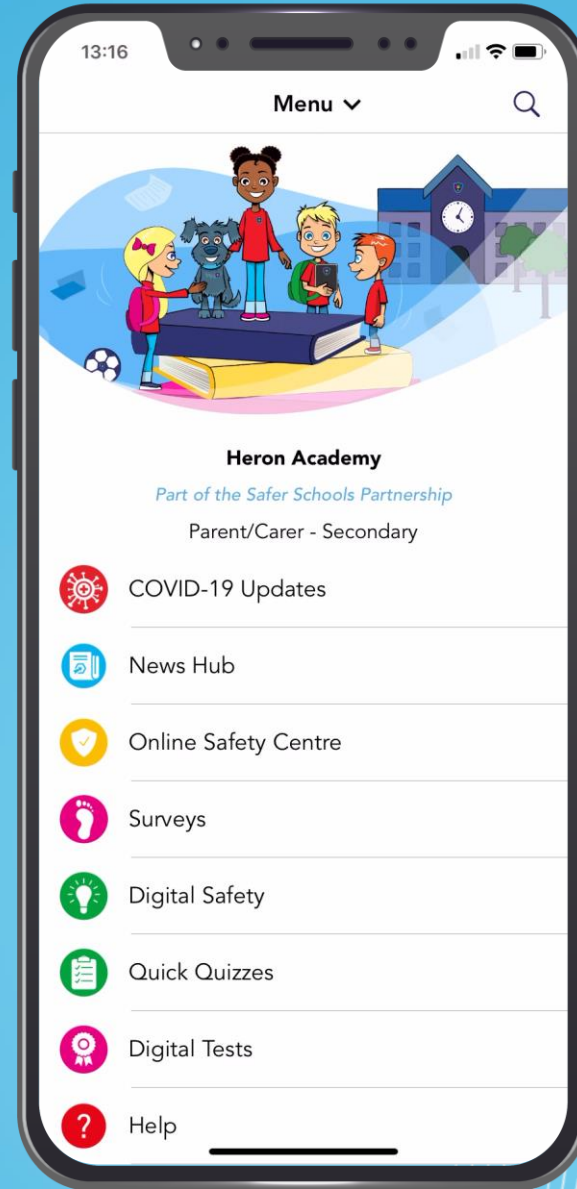 13:16
Menu
Heron Academy
Part of the Safer Schools Partnership
Parent/Carer - Secondary
COVID-19 Updates
News Hub
Online Safety Centre
Surveys
Digital Safety
Quick Quizzes
Digital Tests
? Help